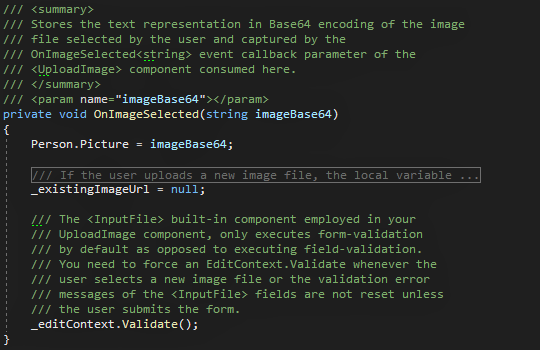 /// <summary>
/// Stores the text representation in Base64 encoding of the image
/// file selected by the user and captured by the
/// OnImageSelected<string> event callback parameter of the
/// <UploadImage> component consumed here.
/// </summary>
/// <param name="imageBase64"></param>
private void OnImageSelected(string imageBase64)
{
Person.Picture = imageBase64;
/// If the user uploads a new image file, the local variable ...
_existingImageUrl = null;
/// The <InputFile> built-in component employed in your
/// UploadImage component, only executes form-validation
/// by default as opposed to executing field-validation.
/// You need to force an EditContext.Validate whenever the
/// user selects a new image file or the validation error
/// messages of the <InputFile> fields are not reset unless
/// the user submits the form.
_editContext.Validate();
}